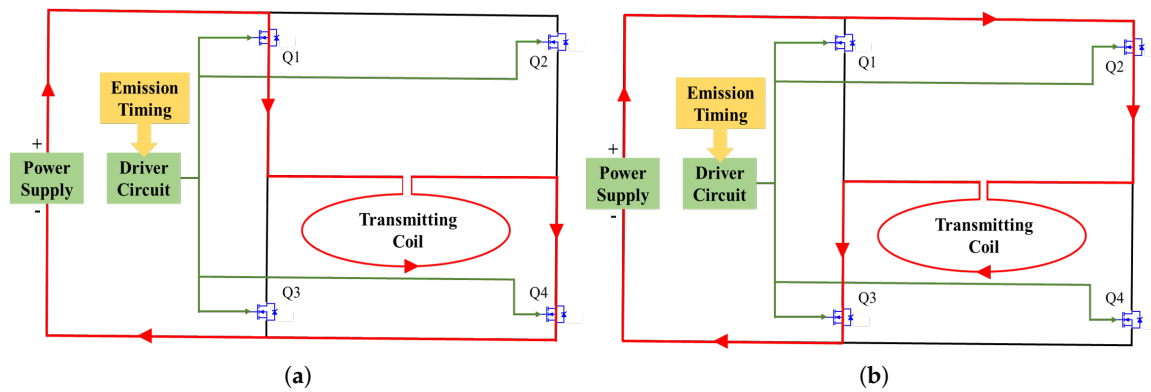 Q1
Q2
Emission
Timing
+
Power
Supply
-
Driver
Circuit
Transmitting
Coil
Q3
Q4
(a)
Q1
Q2
Emission
Timing
+
Power
Supply
-
Driver
Circuit
Transmitting
Coil
Q3
Q4
(b)